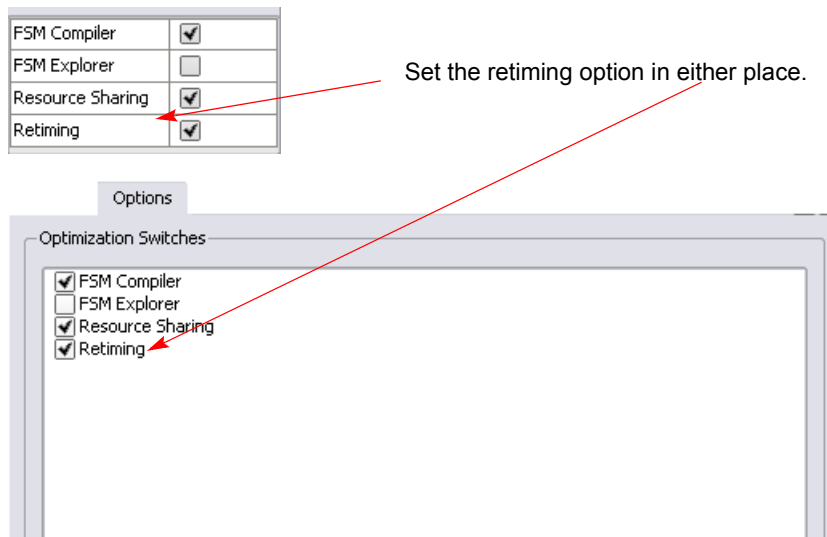 FSM Compiler
FSM Explorer
Resource Sharing
Retiming
Set the retiming option in either place.
Options
Optimization Switches
FSM Compiler
FSM Explorer
Resource Sharing
Retiming